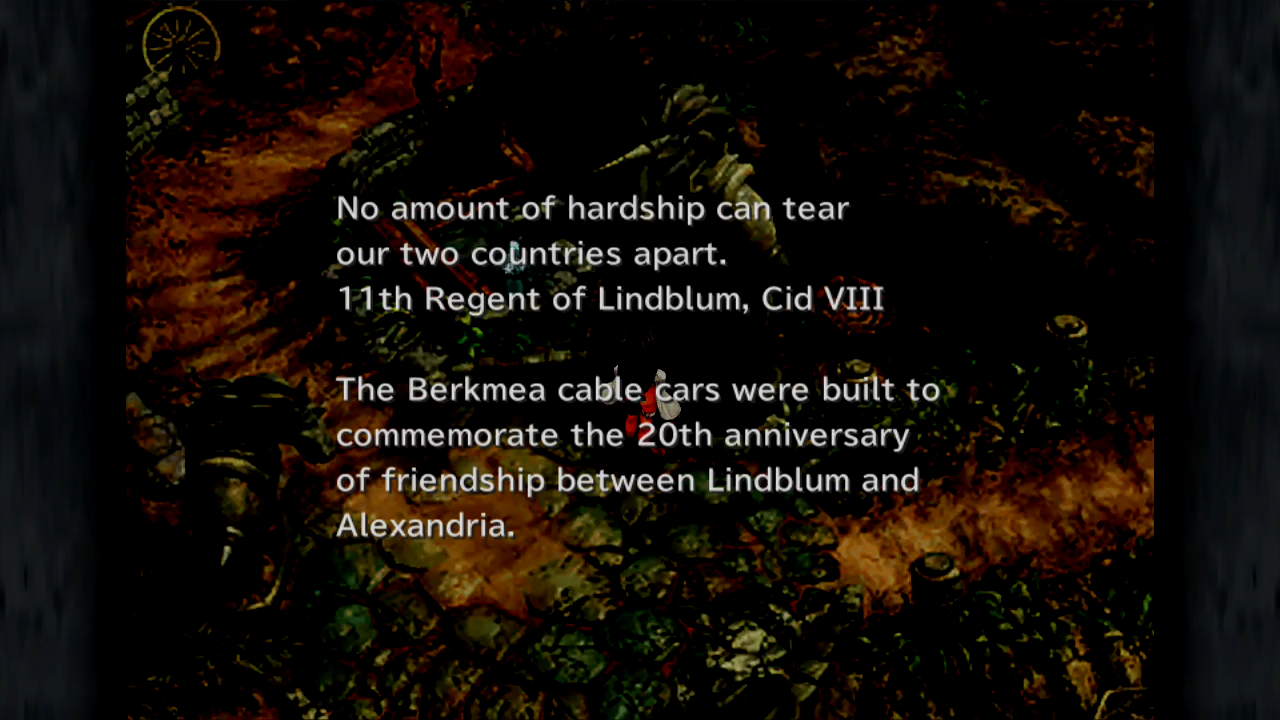 No amount of hardship can tear
our two countries apart.
11th Regent of Lindblum, Cid VIII
The Berkmea cable cars were built to
commemorate the 20th anniversary
of friendship between Lindblum and
Alexandria.